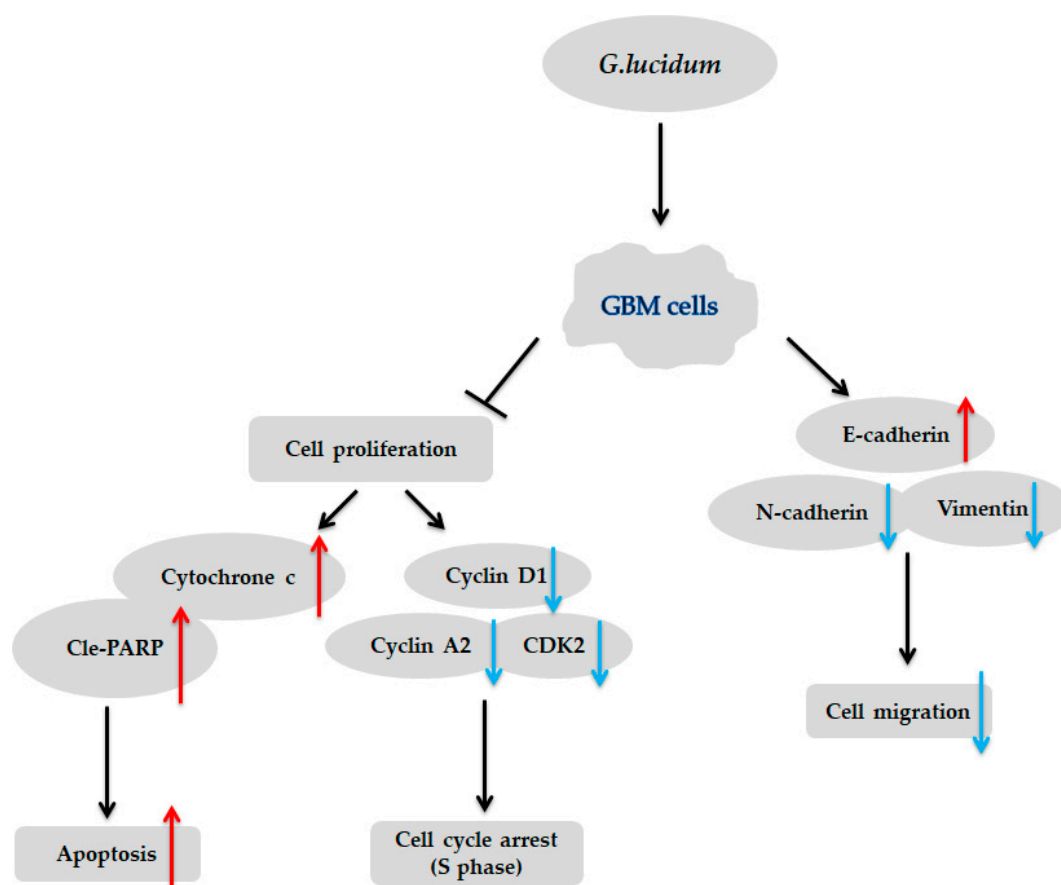 G.lucidum
GBM cells
Cell proliferation
E-cadherin
N-cadherin
Vimentin
Cytochrone c
Cyclin D1
Cle-PARP
Cyclin A2
CDK2
Cell migration
Apoptosis
Cell cycle arrest
(S phase)